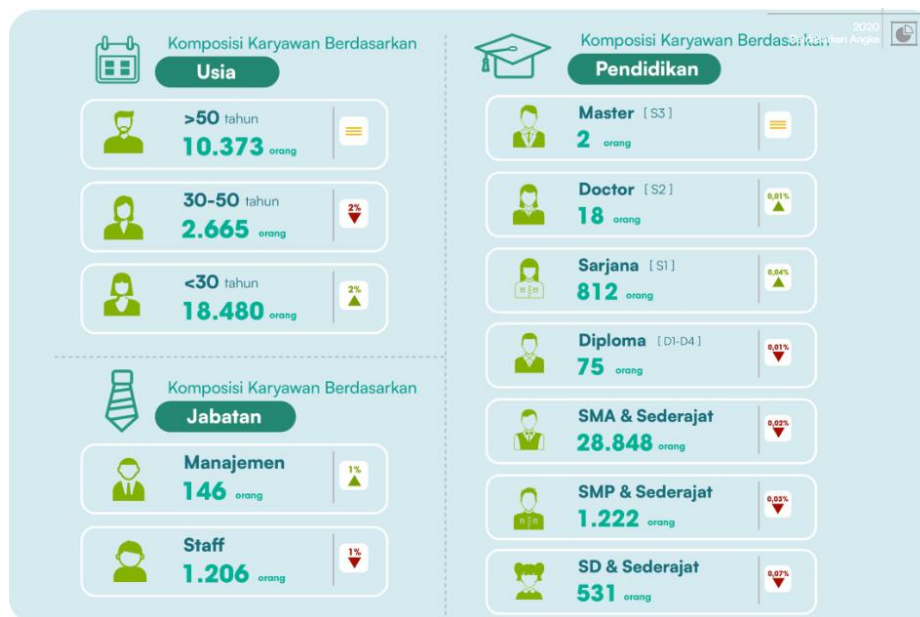 2020
Berdasarkan Angka
Komposisi Karyawan Berdasarkan
Usia
>50 tahun
10.373 orang
30-50 tahun
2.665 orang
2%
<30 tahun
18.480 orang
2%
Komposisi Karyawan Berdasarkan
Jabatan
Manajemen
146 orang
1%
Staff
1.206 orang
1%
Komposisi Karyawan Berdasarkan
Pendidikan
Master [ S3 ]
2 orang
Doctor [ S2 ]
18 orang
0,01%
Sarjana [ S1 ]
812 orang
0,04%
Diploma [ D1-D4 ]
75 orang
0,01%
SMA & Sederajat
28.848 orang
0,02%
SMP & Sederajat
1.222 orang
0,03%
SD & Sederajat
531 orang
0,07%